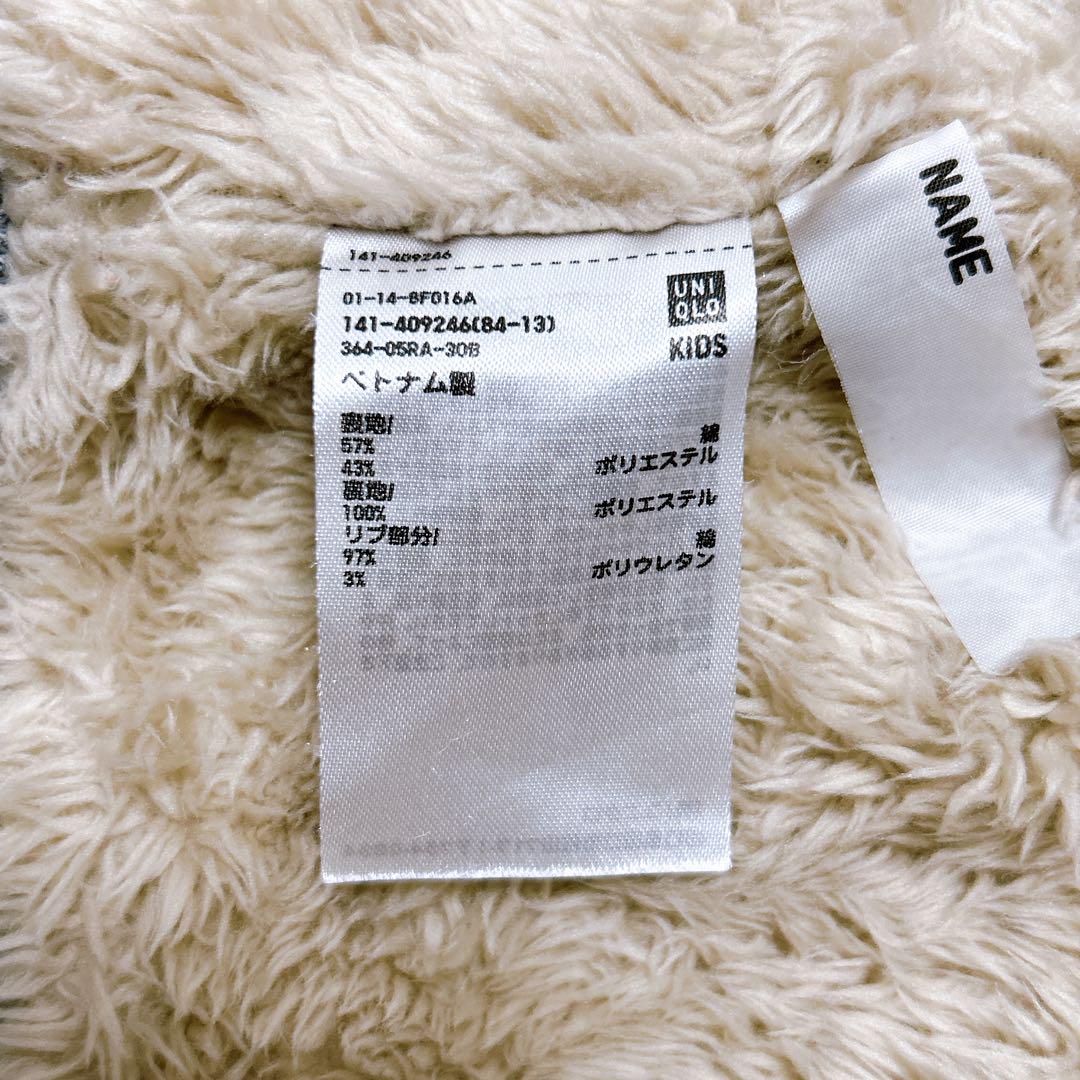 141-409246
01-14-8F016A
141-409246(84-13)
364-05RA-30B
ベトナム製
UNI
QLO
KIDS
表地/
57% 綿
43% ポリエステル
裏地/
100% ポリエステル
リブ部分/
97% 綿
3% ポリウレタン
NAME